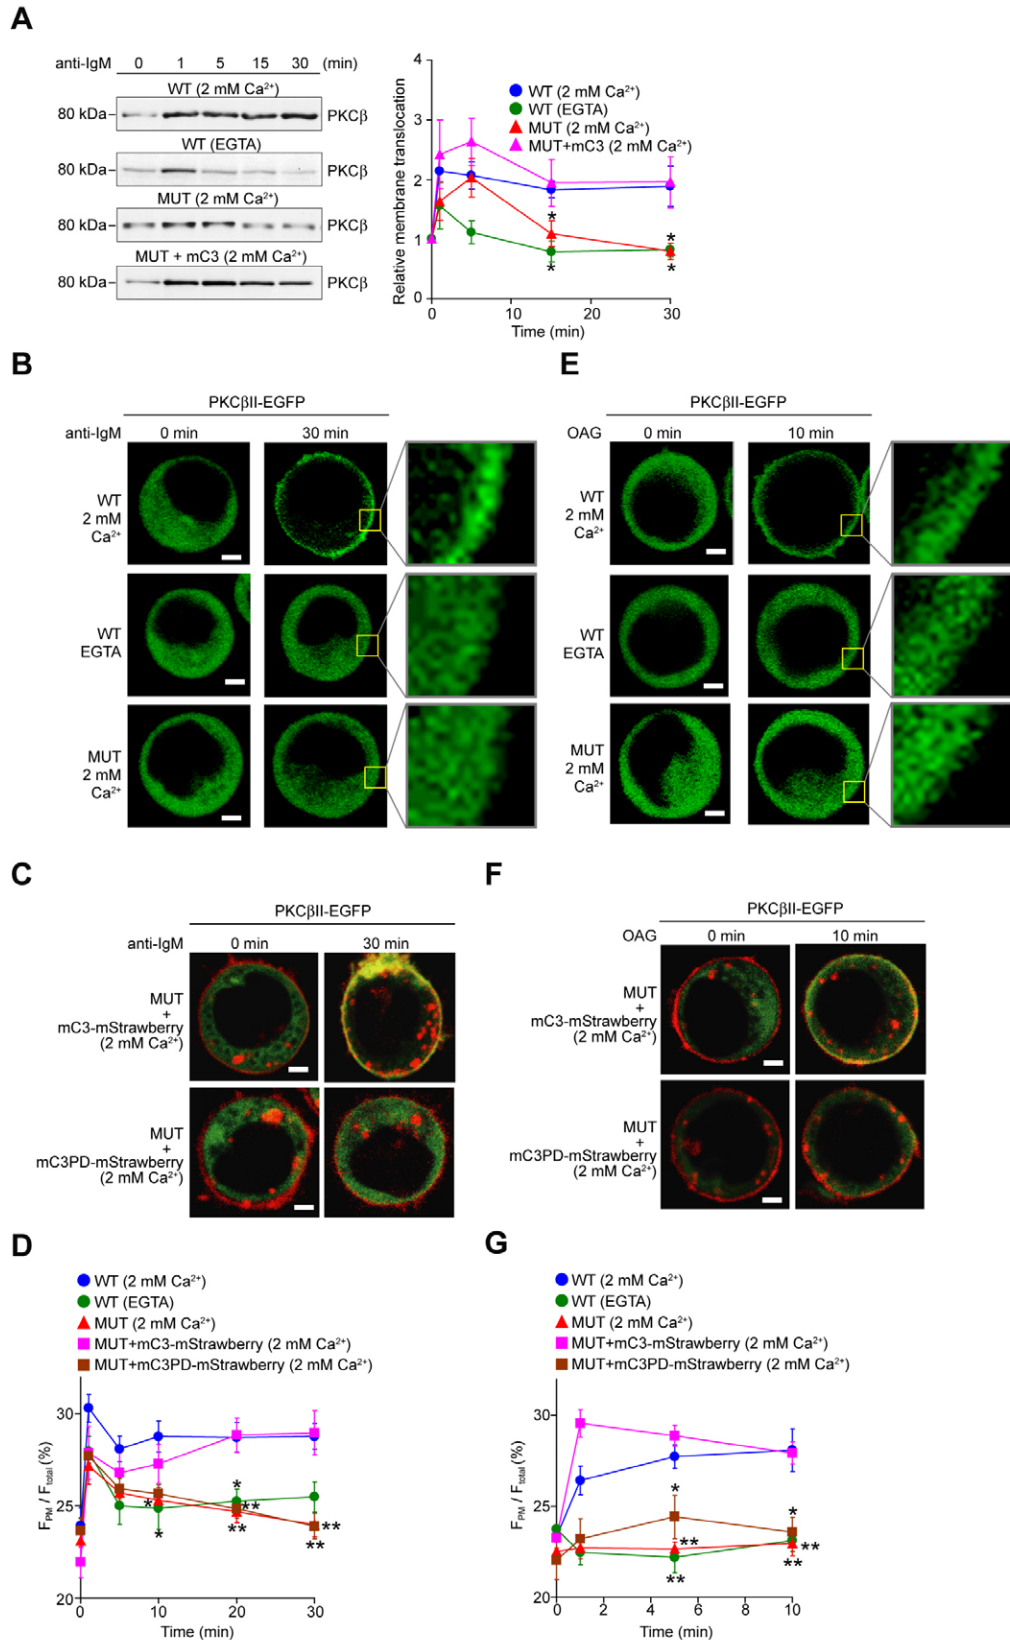 A
anti-IgM 0 1 5 15 30 (min)
WT (2 mM Ca²⁺)
80 kDa PKCβ
WT (EGTA)
80 kDa PKCβ
MUT (2 mM Ca²⁺)
80 kDa PKCβ
MUT + mC3 (2 mM Ca²⁺)
80 kDa PKCβ
Relative membrane translocation
4
3
2
1
0
0 10 20 30
Time (min)
WT (2 mM Ca²⁺)
WT (EGTA)
MUT (2 mM Ca²⁺)
MUT+mC3 (2 mM Ca²⁺)
*
*
*
*
B
PKCβII-EGFP
anti-IgM 0 min 30 min
WT
2 mM
Ca²⁺
WT
EGTA
MUT
2 mM
Ca²⁺
E
PKCβII-EGFP
OAG 0 min 10 min
WT
2 mM
Ca²⁺
WT
EGTA
MUT
2 mM
Ca²⁺
C
PKCβII-EGFP
anti-IgM 0 min 30 min
MUT
+
mC3-mStrawberry
(2 mM Ca²⁺)
MUT
+
mC3PD-mStrawberry
(2 mM Ca²⁺)
F
PKCβII-EGFP
OAG 0 min 10 min
MUT
+
mC3-mStrawberry
(2 mM Ca²⁺)
MUT
+
mC3PD-mStrawberry
(2 mM Ca²⁺)
D
WT (2 mM Ca²⁺)
WT (EGTA)
MUT (2 mM Ca²⁺)
MUT+mC3-mStrawberry (2 mM Ca²⁺)
MUT+mC3PD-mStrawberry (2 mM Ca²⁺)
F_PM / F_total (%)
30
25
20
*
*
*
**
**
**
**
0 10 20 30
Time (min)
G
WT (2 mM Ca²⁺)
WT (EGTA)
MUT (2 mM Ca²⁺)
MUT+mC3-mStrawberry (2 mM Ca²⁺)
MUT+mC3PD-mStrawberry (2 mM Ca²⁺)
F_PM / F_total (%)
30
25
20
*
**
**
*
**
**
0 2 4 6 8 10
Time (min)